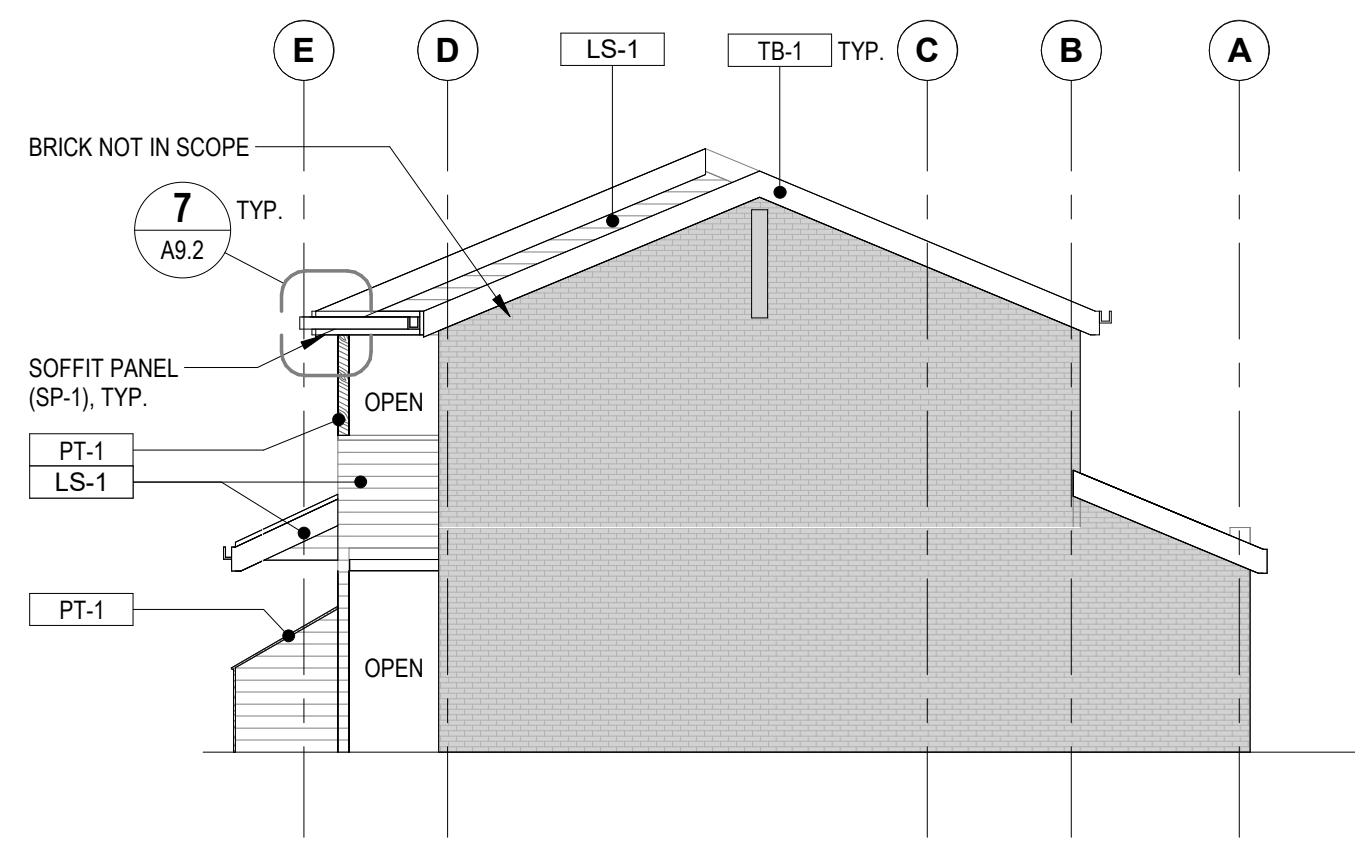 E
D
LS-1
TB-1 TYP.
C
B
A
BRICK NOT IN SCOPE
7 TYP.
A9.2
SOFFIT PANEL
(SP-1), TYP.
OPEN
PT-1
LS-1
PT-1
OPEN